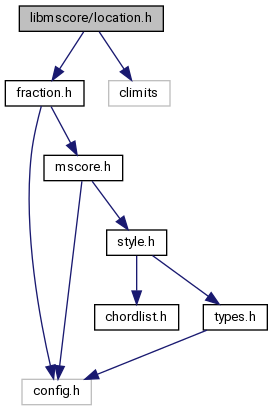 libmscore/location.h
fraction.h
climits
mscore.h
style.h
chordlist.h
types.h
config.h